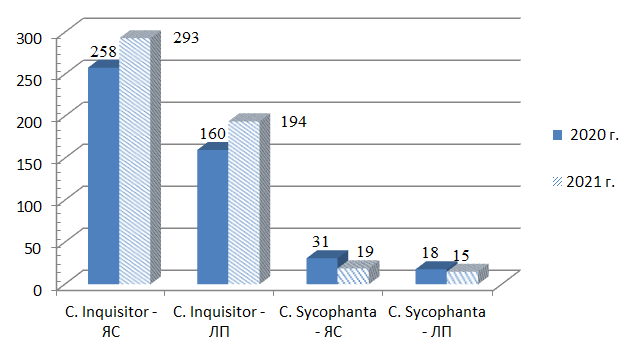 300
250
200
150
100
50
0
258
293
160
194
31
19
18
15
C. Inquisitor -
ЯС
C. Inquisitor -
ЛП
C. Sycophanta
- ЯС
C. Sycophanta
- ЛП
2020 г.
2021 г.